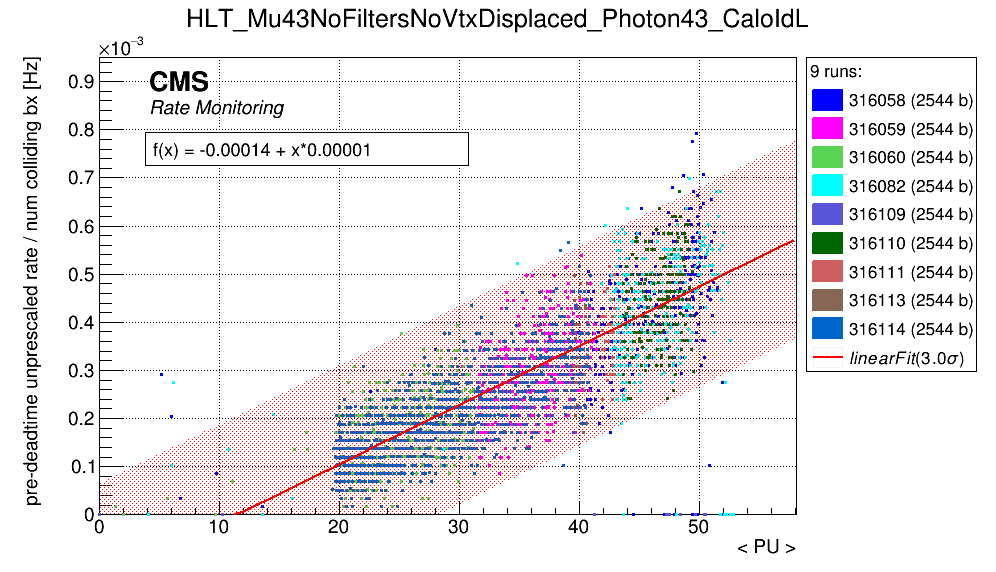 HLT_Mu43NoFiltersNoVtxDisplaced_Photon43_CaloIdL
×10⁻³
pre-deadtime unprescaled rate / num colliding bx [Hz]
0.9
0.8
0.7
0.6
0.5
0.4
0.3
0.2
0.1
0
CMS
Rate Monitoring
f(x) = -0.00014 + x*0.00001
0 10 20 30 40 50
< PU >
9 runs:
316058 (2544 b)
316059 (2544 b)
316060 (2544 b)
316082 (2544 b)
316109 (2544 b)
316110 (2544 b)
316111 (2544 b)
316113 (2544 b)
316114 (2544 b)
linearFit(3.0σ)